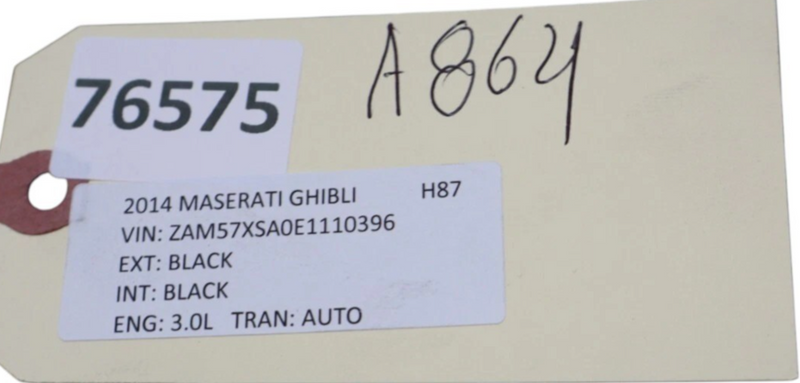 76575
A864
2014 MASERATI GHIBLI H87
VIN: ZAM57XSA0E1110396
EXT: BLACK
INT: BLACK
ENG: 3.0L TRAN: AUTO